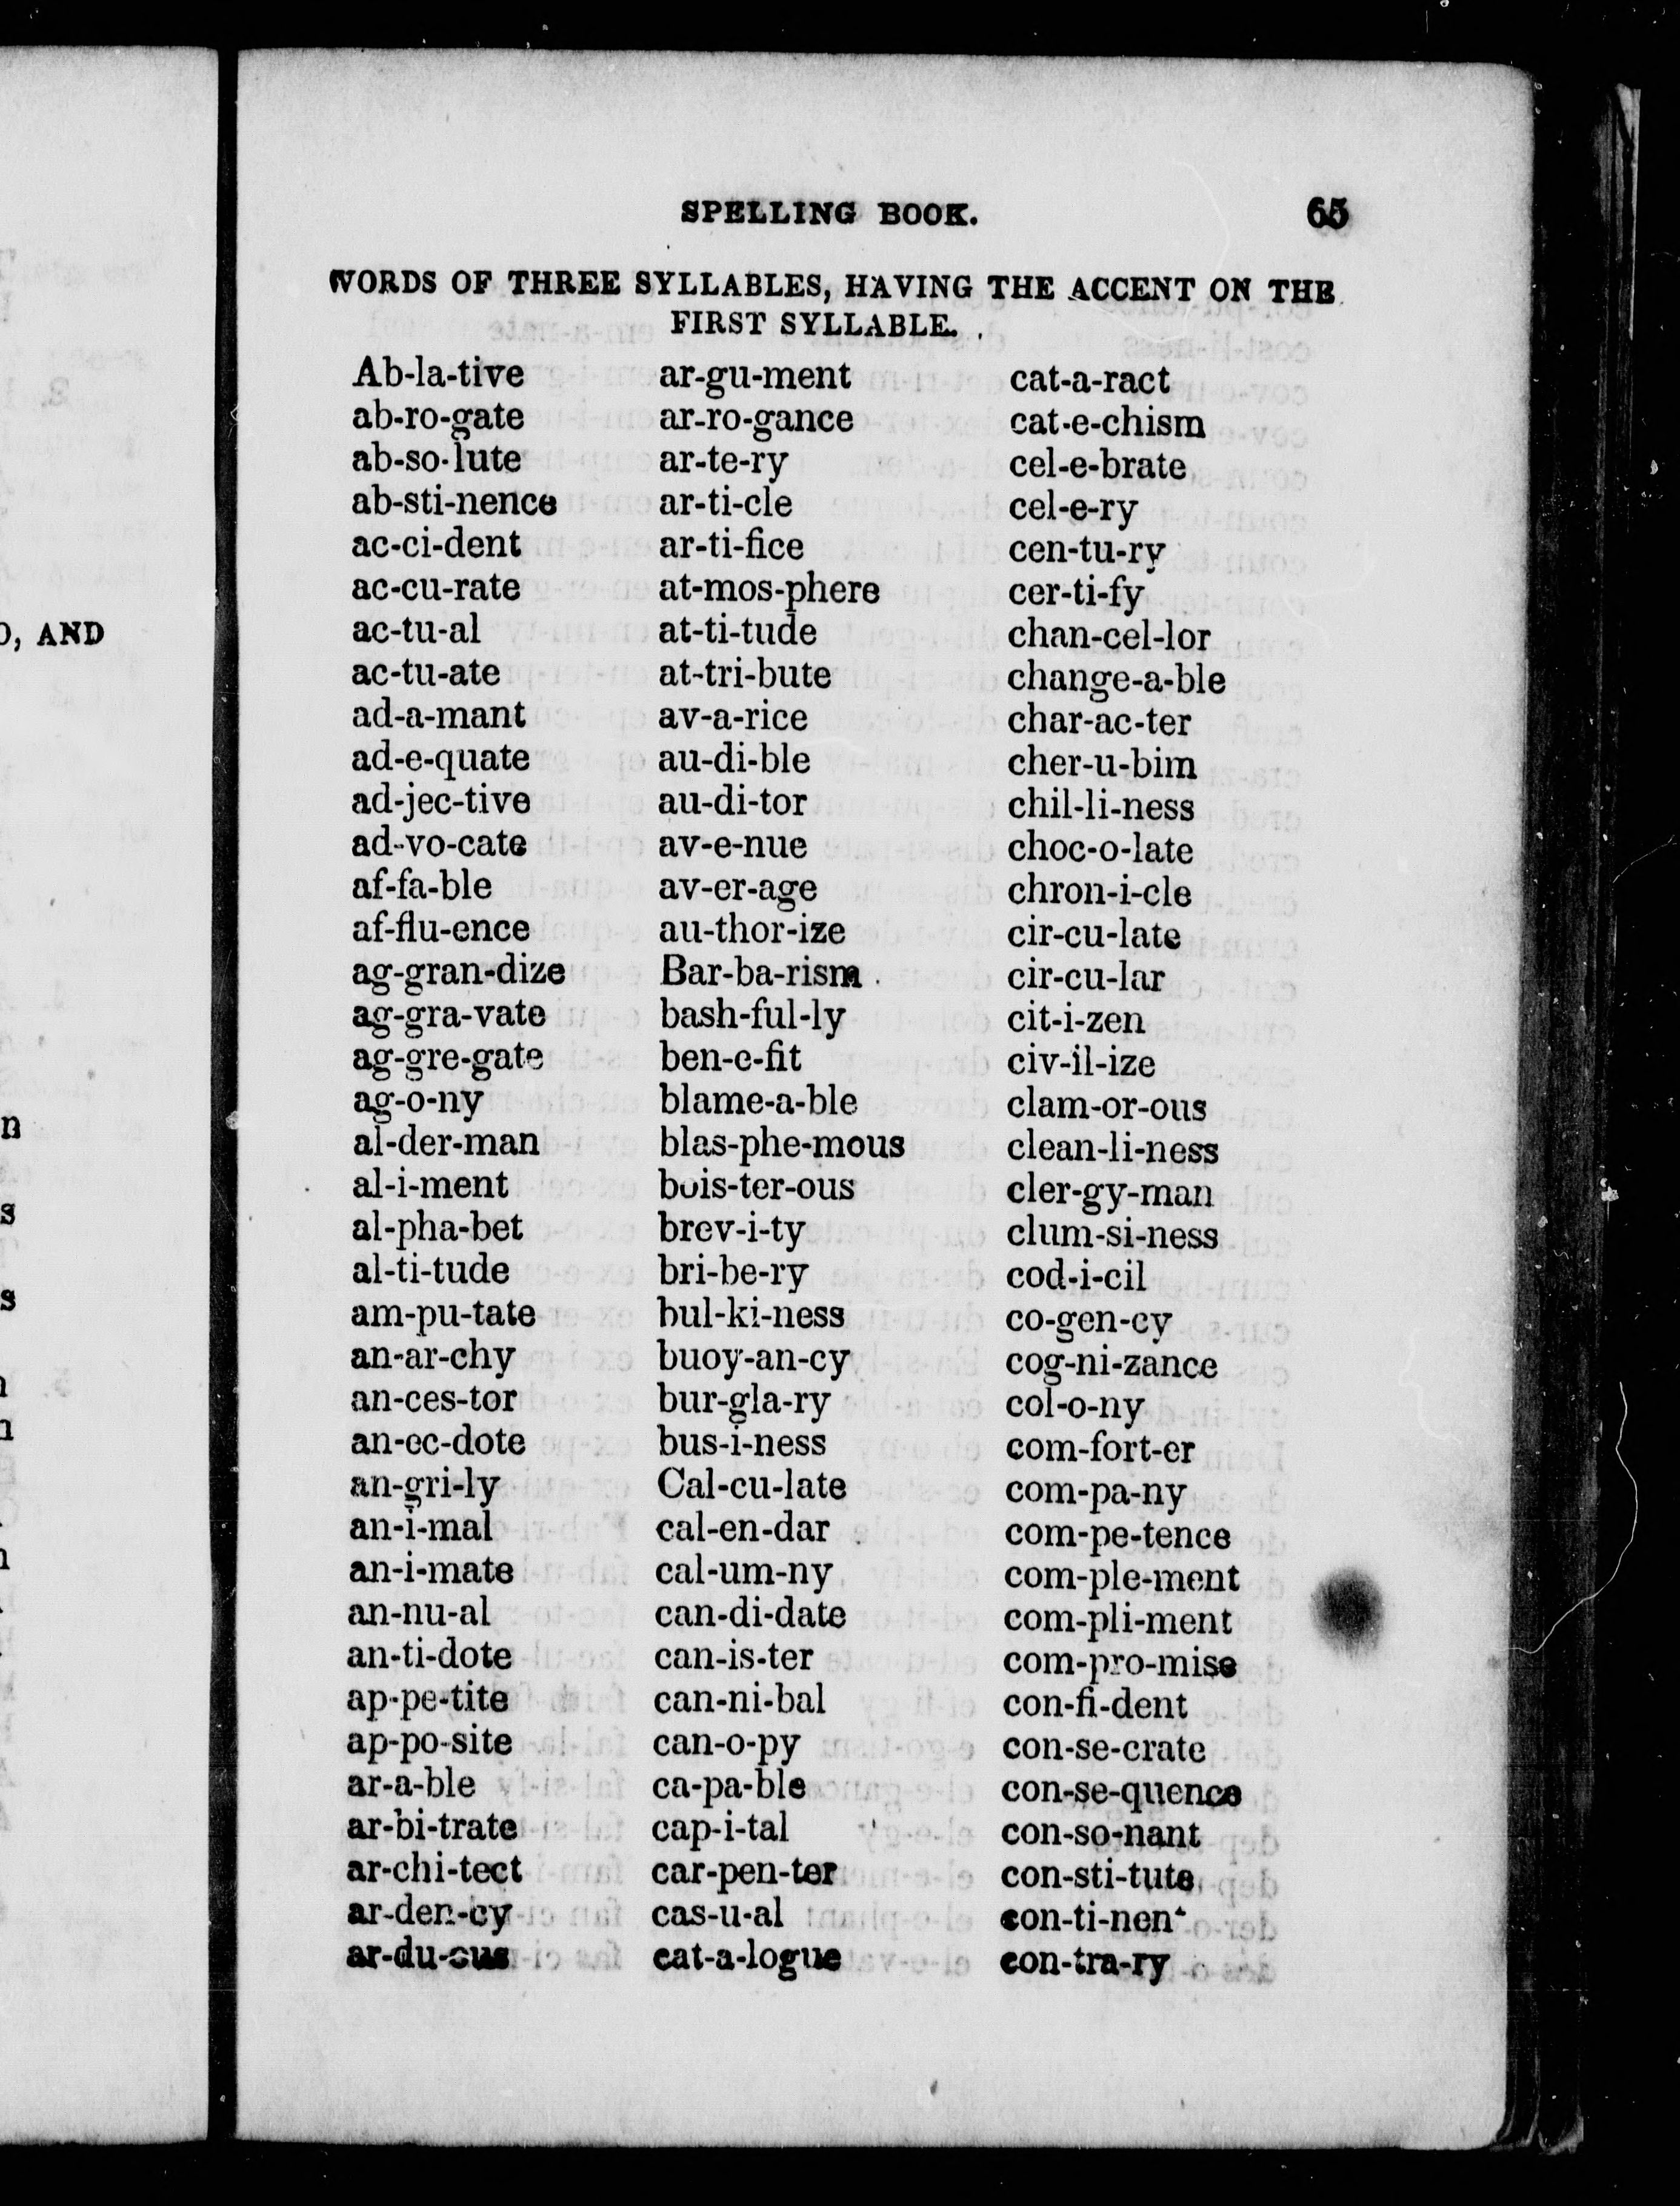 SPELLING BOOK. 65
WORDS OF THREE SYLLABLES, HAVING THE ACCENT ON THE
FIRST SYLLABLE.
Ab-la-tive
ab-ro-gate
ab-so-lute
ab-sti-nence
ac-ci-dent
ac-cu-rate
ac-tu-al
ac-tu-ate
ad-a-mant
ad-e-quate
ad-jec-tive
ad-vo-cate
af-fa-ble
af-flu-ence
ag-gran-dize
ag-gra-vate
ag-gre-gate
ag-o-ny
al-der-man
al-i-ment
al-pha-bet
al-ti-tude
am-pu-tate
an-ar-chy
an-ces-tor
an-ec-dote
an-gri-ly
an-i-mal
an-i-mate
an-nu-al
an-ti-dote
ap-pe-tite
ap-po-site
ar-a-ble
ar-bi-trate
ar-chi-tect
ar-den-cy
ar-du-ous
ar-gu-ment
ar-ro-gance
ar-te-ry
ar-ti-cle
ar-ti-fice
at-mos-phere
at-ti-tude
at-tri-bute
av-a-rice
au-di-ble
au-di-tor
av-e-nue
av-er-age
au-thor-ize
Bar-ba-rism
bash-ful-ly
ben-e-fit
blame-a-ble
blas-phe-mous
bois-ter-ous
brev-i-ty
bri-be-ry
bul-ki-ness
buoy-an-cy
bur-gla-ry
bus-i-ness
Cal-cu-late
cal-en-dar
cal-um-ny
can-di-date
can-is-ter
can-ni-bal
can-o-py
ca-pa-ble
cap-i-tal
car-pen-ter
cas-u-al
cat-a-logue
cat-a-ract
cat-e-chism
cel-e-brate
cel-e-ry
cen-tu-ry
cer-ti-fy
chan-cel-lor
change-a-ble
char-ac-ter
cher-u-bim
chil-li-ness
choc-o-late
chron-i-cle
cir-cu-late
cir-cu-lar
cit-i-zen
civ-il-ize
clam-or-ous
clean-li-ness
cler-gy-man
clum-si-ness
cod-i-cil
co-gen-cy
cog-ni-zance
col-o-ny
com-fort-er
com-pa-ny
com-pe-tence
com-ple-ment
com-pli-ment
com-pro-mise
con-fi-dent
con-se-crate
con-se-quence
con-so-nant
con-sti-tute
con-ti-nent
con-tra-ry